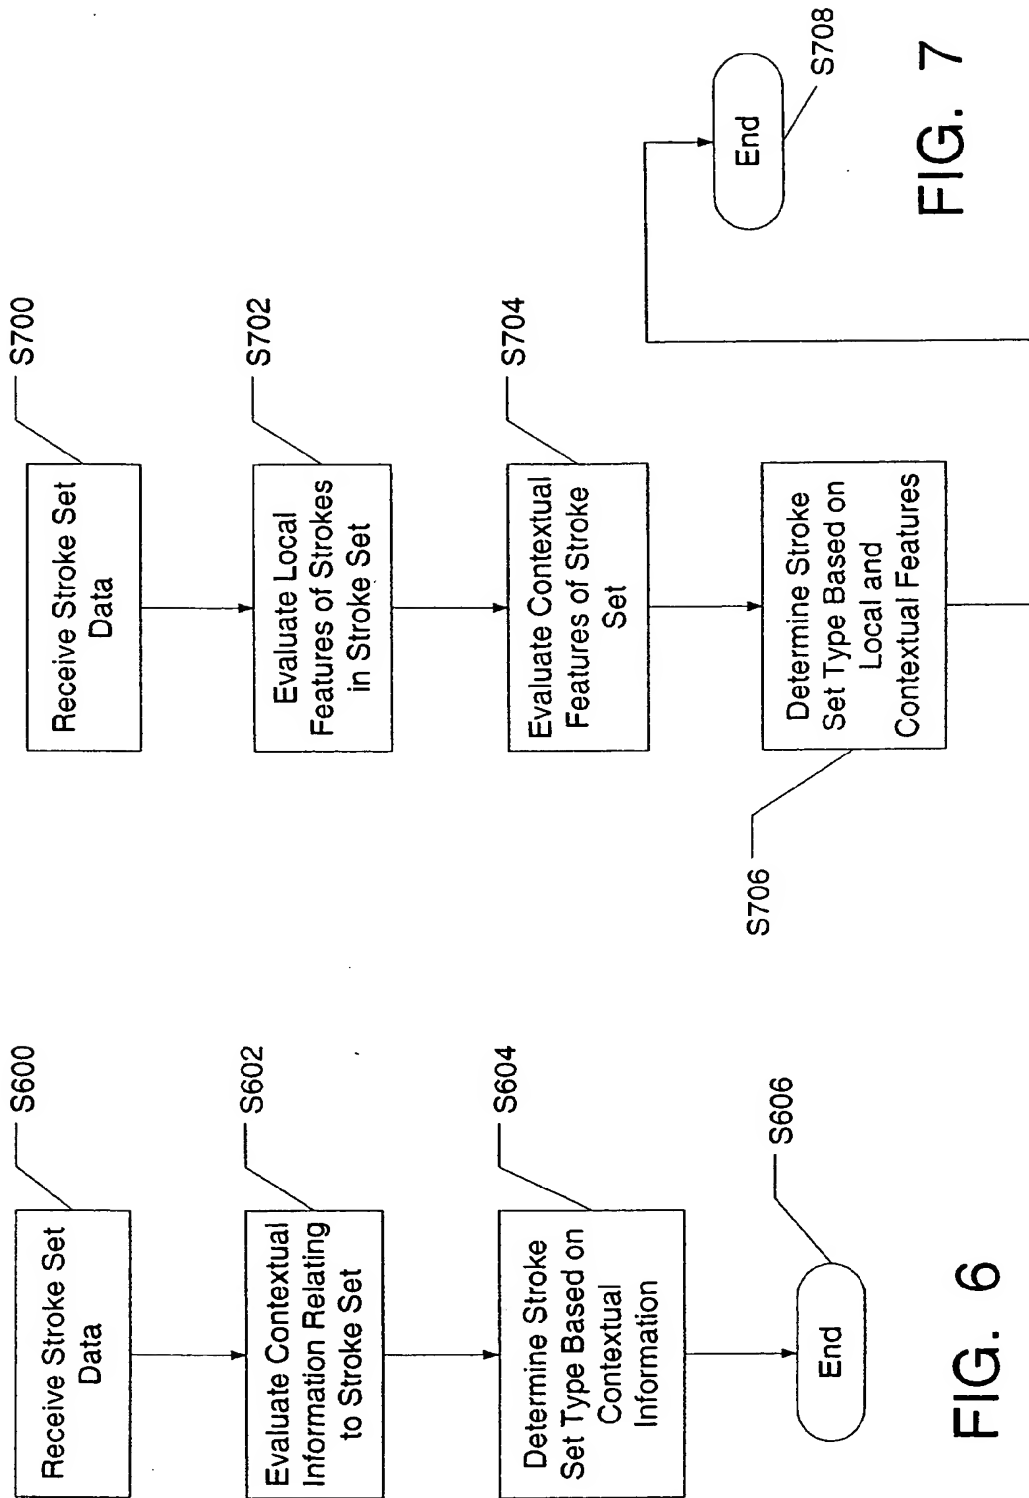 S600
Receive Stroke Set
Data
S602
Evaluate Contextual
Information Relating
to Stroke Set
S604
Determine Stroke
Set Type Based on
Contextual
Information
S606
End
FIG. 6
S700
Receive Stroke Set
Data
S702
Evaluate Local
Features of Strokes
in Stroke Set
S704
Evaluate Contextual
Features of Stroke
Set
S706
Determine Stroke
Set Type Based on
Local and
Contextual Features
End
S708
FIG. 7